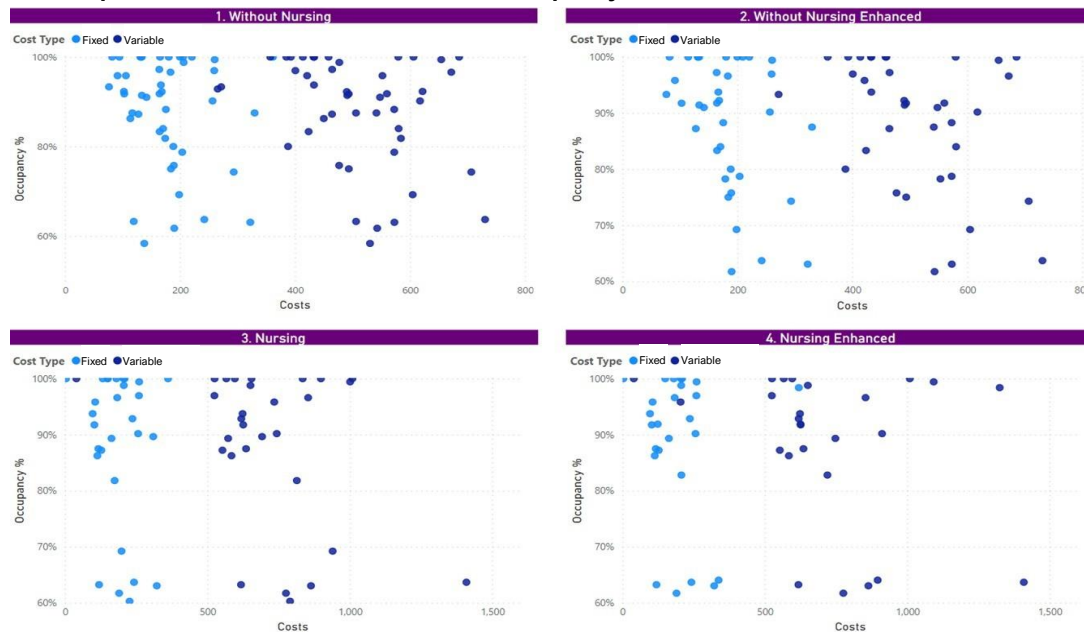 1. Without Nursing
Cost Type Fixed Variable
100%
80%
60%
Occupancy %
0 200 400 600 800
Costs
2. Without Nursing Enhanced
Cost Type Fixed Variable
100%
90%
80%
70%
60%
Occupancy %
0 200 400 600
Costs
3. Nursing
Cost Type Fixed Variable
100%
90%
80%
70%
60%
Occupancy %
0 500 1,000 1,500
Costs
4. Nursing Enhanced
Cost Type Fixed Variable
100%
90%
80%
70%
60%
Occupancy %
0 500 1,000 1,500
Costs